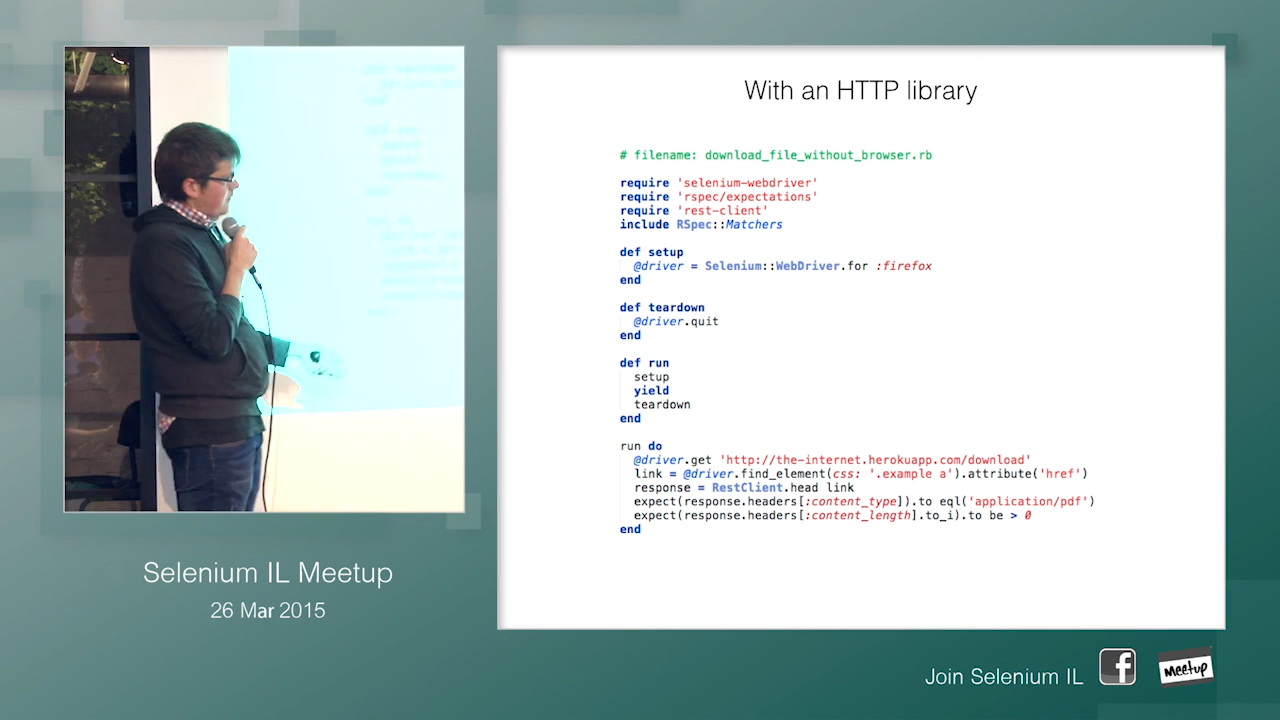 With an HTTP library
# filename: download_file_without_browser.rb
require 'selenium-webdriver'
require 'rspec/expectations'
require 'rest-client'
include RSpec::Matchers
def setup
  @driver = Selenium::WebDriver.for :firefox
end
def teardown
  @driver.quit
end
def run
  setup
  yield
  teardown
end
run do
  @driver.get 'http://the-internet.herokuapp.com/download'
  link = @driver.find_element(css: '.example a').attribute('href')
  response = RestClient.head link
  expect(response.headers[:content_type]).to eql('application/pdf')
  expect(response.headers[:content_length].to_i).to be > 0
end
Selenium IL Meetup
26 Mar 2015
Join Selenium IL
f
Meetup